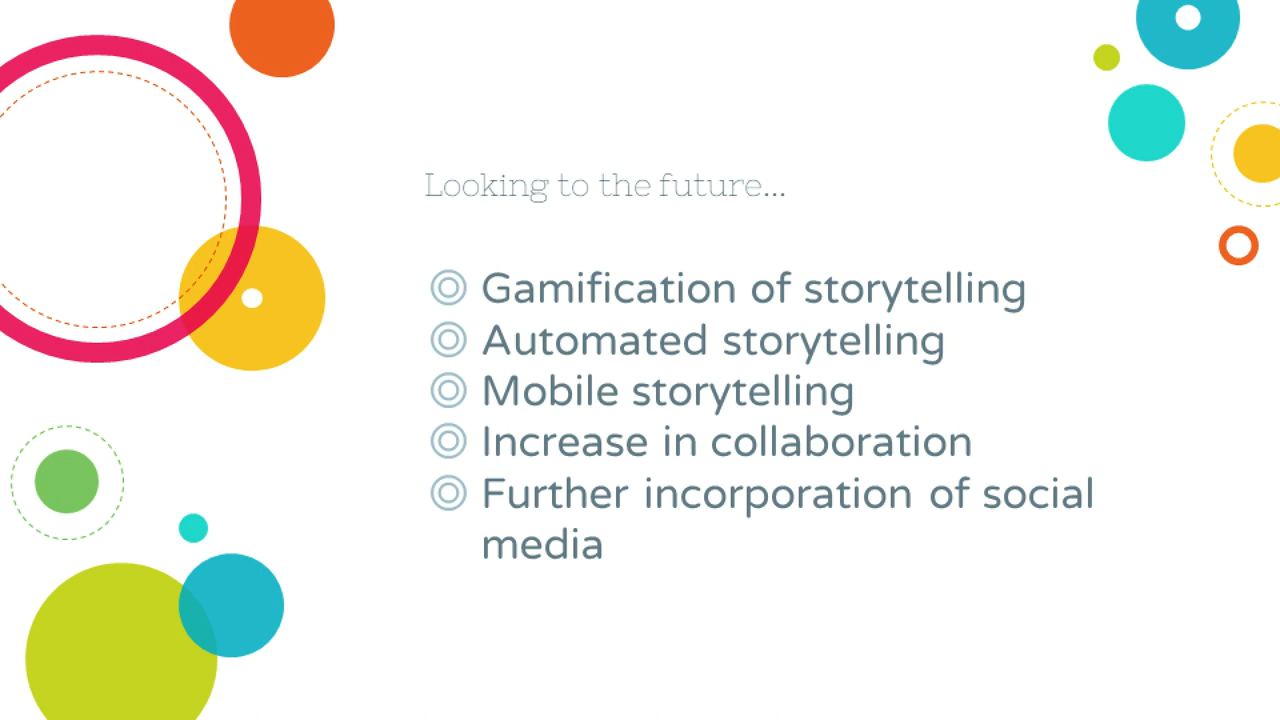 Looking to the future...
Gamification of storytelling
Automated storytelling
Mobile storytelling
Increase in collaboration
Further incorporation of social
media